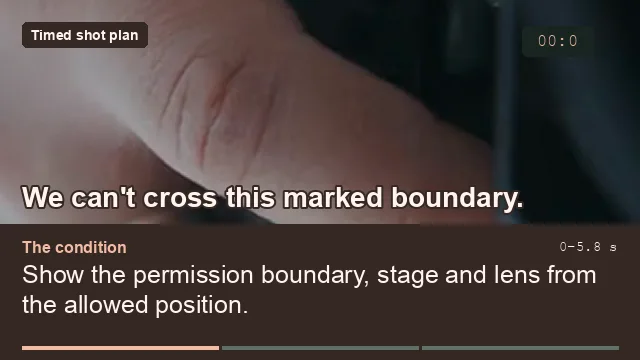 Timed shot plan
00:0
We can't cross this marked boundary.
The condition
0–5.8 s
Show the permission boundary, stage and lens from
the allowed position.